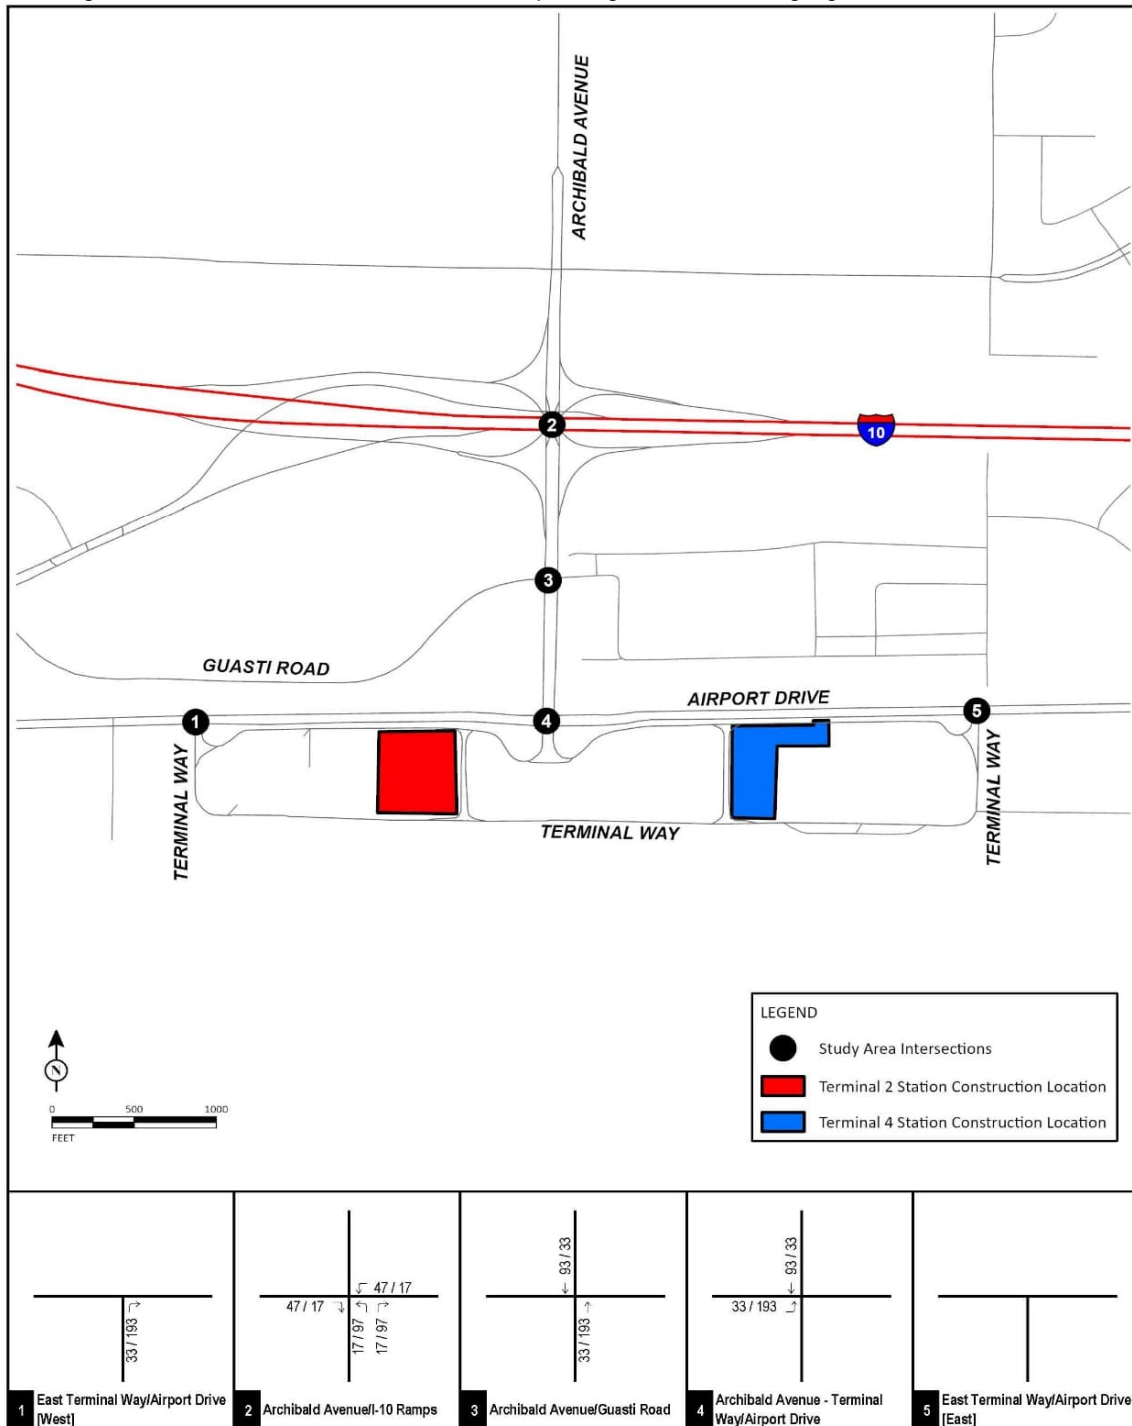 ARCHIBALD AVENUE
2
10
3
GUASTI ROAD
AIRPORT DRIVE
1
4
5
TERMINAL WAY
TERMINAL WAY
TERMINAL WAY
LEGEND
Study Area Intersections
Terminal 2 Station Construction Location
Terminal 4 Station Construction Location
N
0 500 1000
FEET
33 / 193
1 East Terminal Way/Airport Drive
[West]
47 / 17
47 / 17
17 / 97
17 / 97
2 Archibald Avenue/I-10 Ramps
93 / 33
33 / 193
3 Archibald Avenue/Guasti Road
93 / 33
33 / 193
4 Archibald Avenue - Terminal
Way/Airport Drive
5 East Terminal Way/Airport Drive
[East]